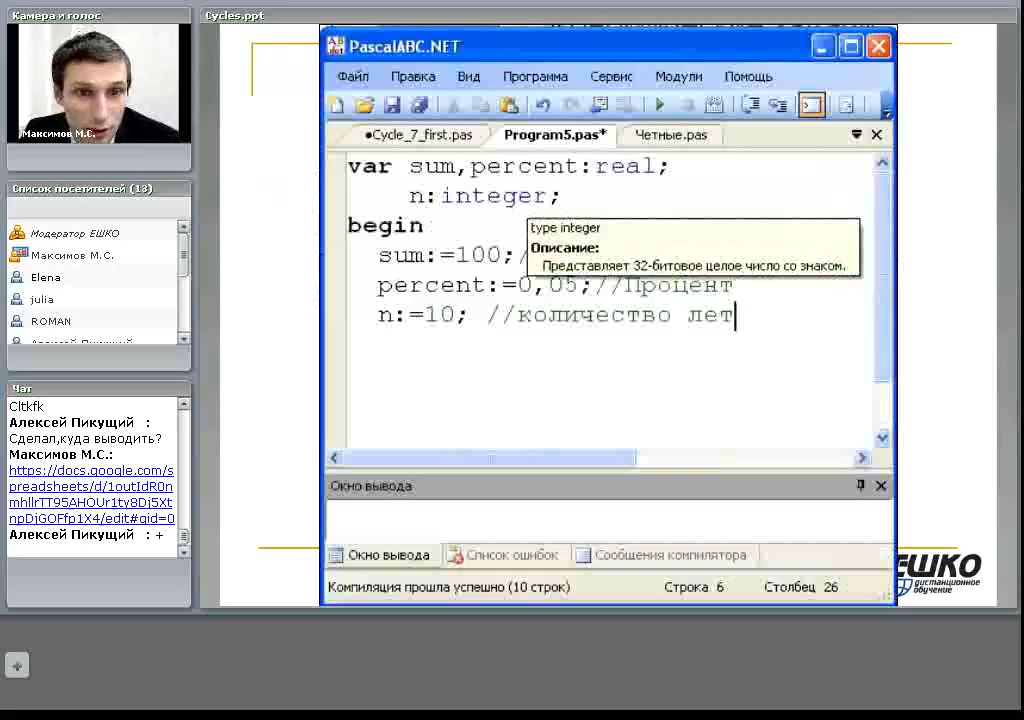 Камера и голос
Максимов М.С.
Список посетителей (13)
Модератор ЕШКО
Максимов М.С.
Elena
julia
ROMAN
Чат
Cltkfk
Алексей Пикущий :
Сделал,куда выводить?
Максимов М.С.:
https://docs.google.com/s
preadsheets/d/1outIdR0n
mhllrTT95AHOUr1ty8Dj5Xt
npDjGOFfp1X4/edit#gid=0
Алексей Пикущий : +
Cycles.ppt
PascalABC.NET
Файл Правка Вид Программа Сервис Модули Помощь
•Cycle_7_first.pas Program5.pas* Четные.pas
var sum,percent:real;
n:integer;
begin
type integer
Описание:
Представляет 32-битовое целое число со знаком.
sum:=100;/
percent:=0,05;//Процент
n:=10; //количество лет
Окно вывода
Окно вывода Список ошибок Сообщения компилятора
Компиляция прошла успешно (10 строк) Строка 6 Столбец 26
ЕШКО
дистанционное
обучение